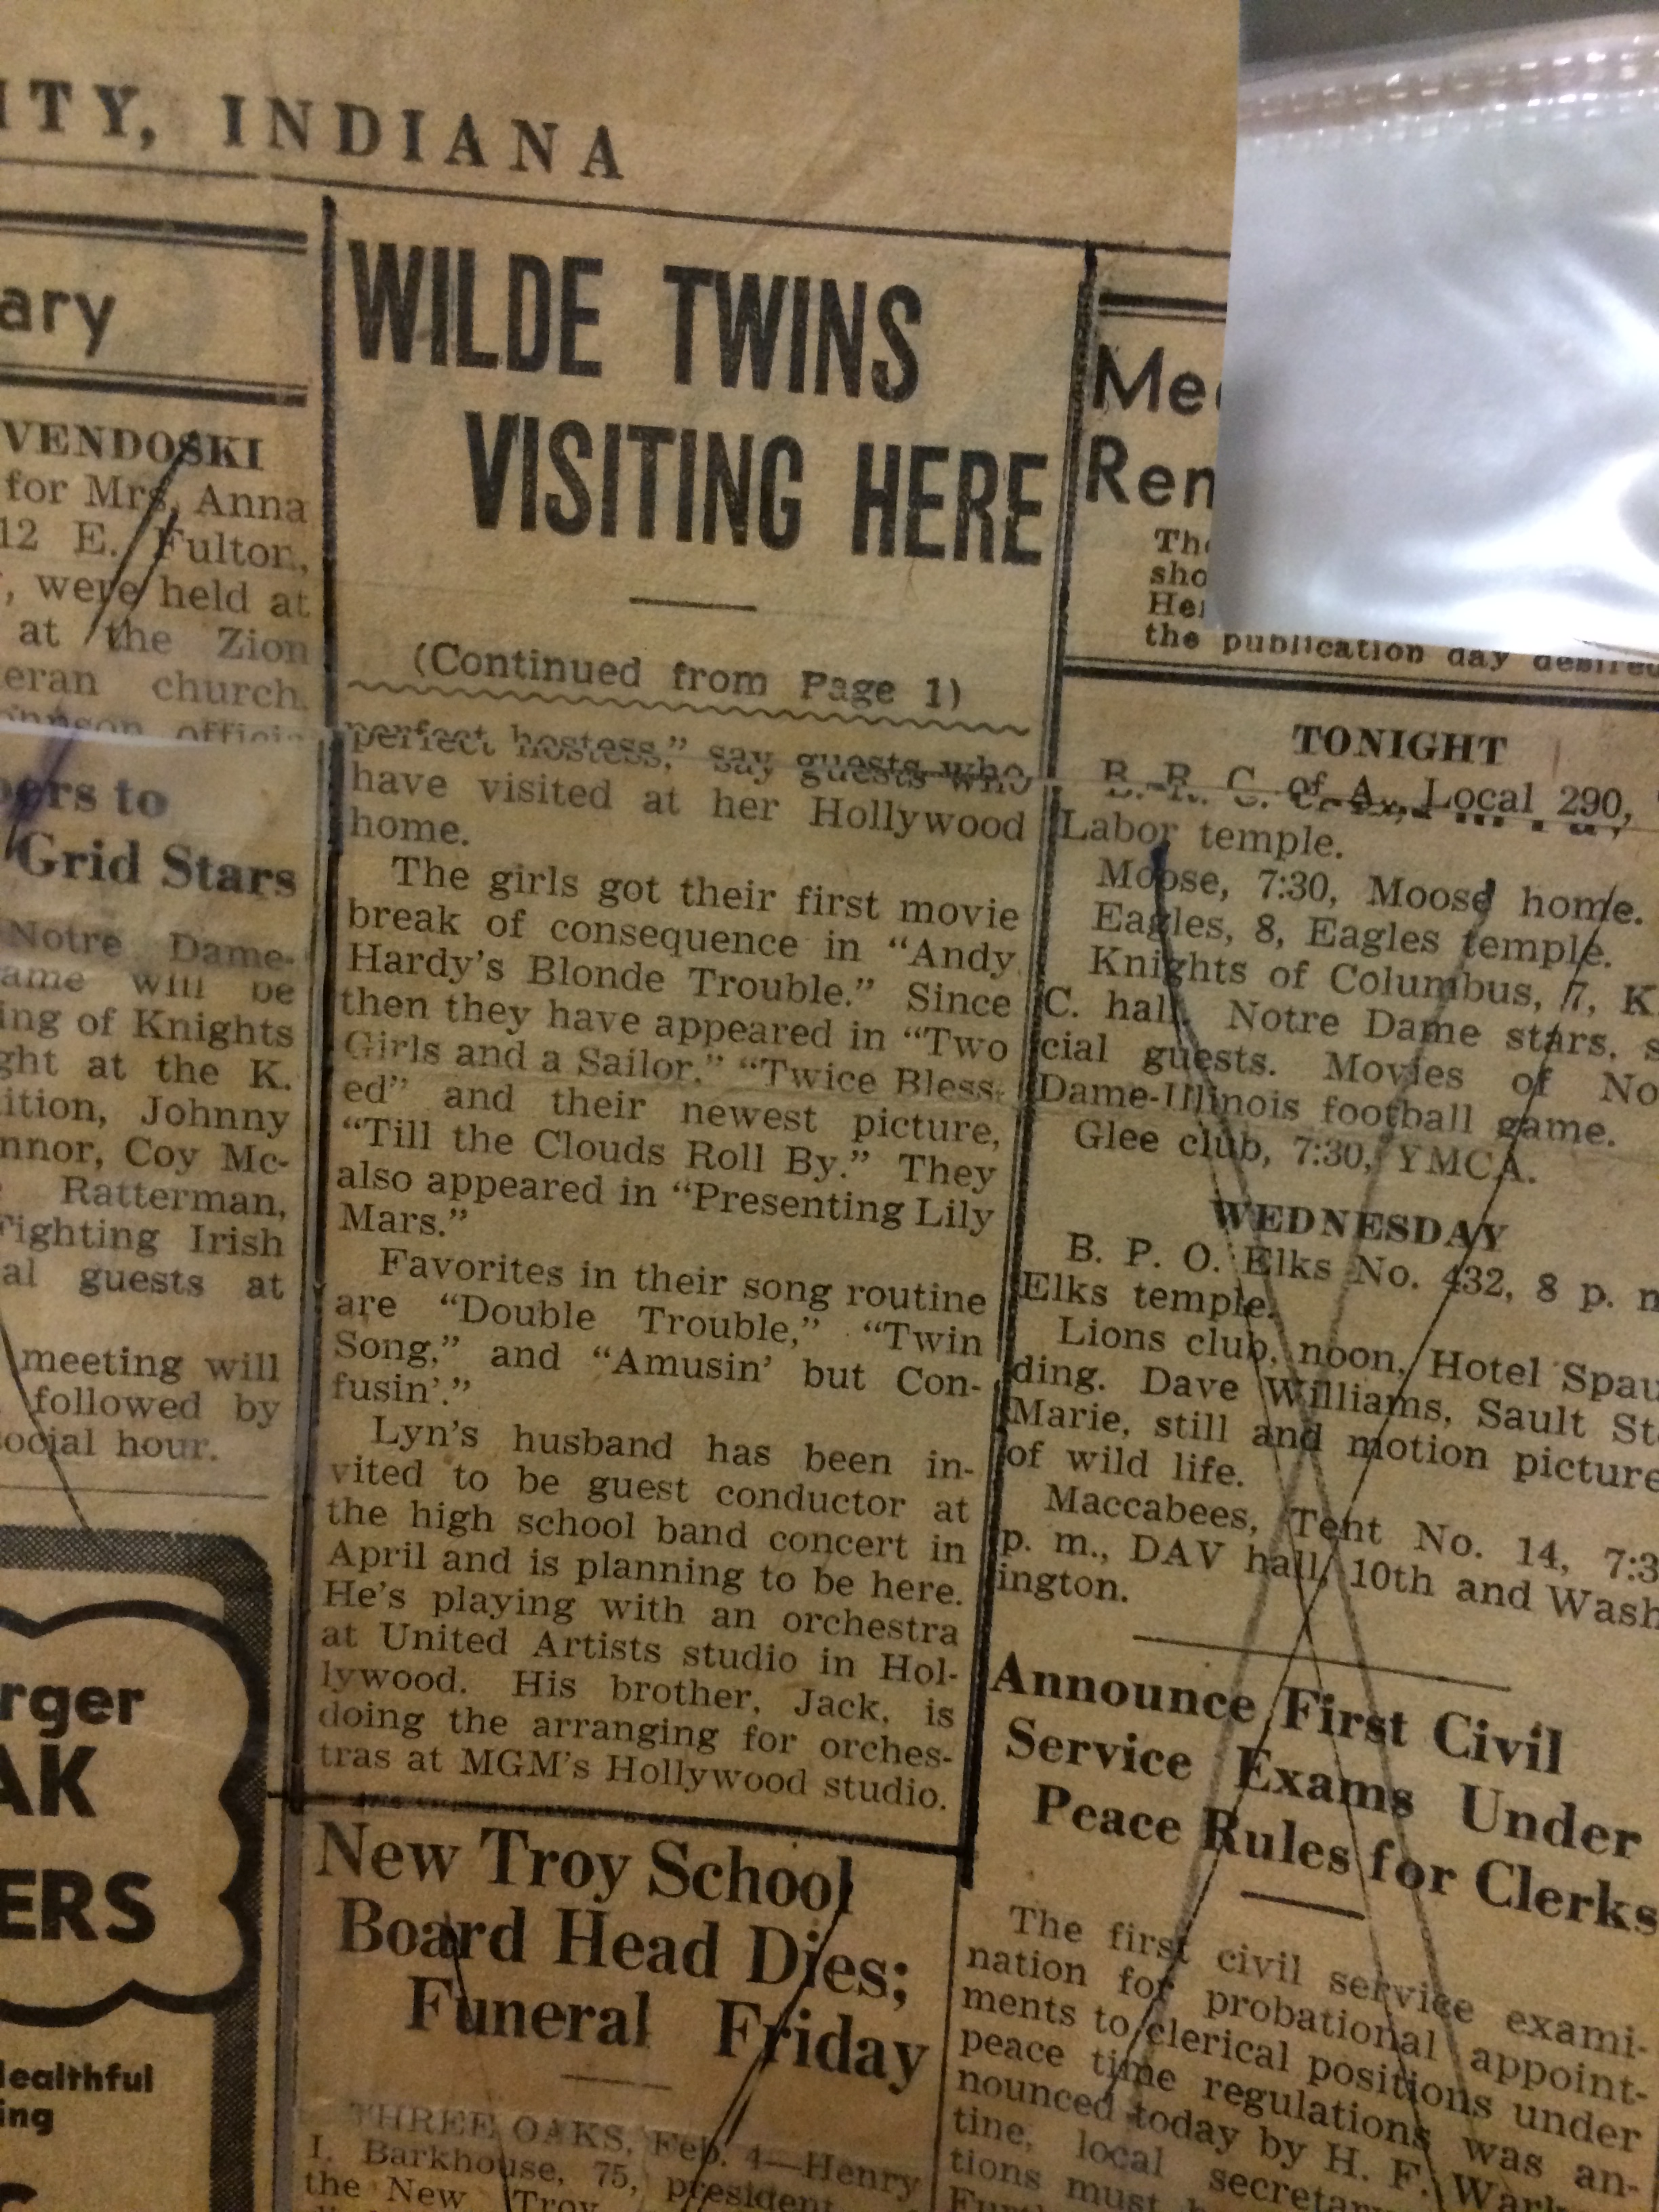 ITY, INDIANA
ary
VENDOSKI
for Mrs. Anna
12 E. Fulton,
, were held at
at the Zion
eran church.
ers to
Grid Stars
Notre Dame-
ame will be
ing of Knights
ght at the K.
ition, Johnny
nnor, Coy Mc-
Ratterman,
Fighting Irish
al guests at
meeting will
followed by
social hour.
rger
AK
ERS
ealthful
ing
WILDE TWINS
VISITING HERE
(Continued from Page 1)
perfect hostess," say guests who
have visited at her Hollywood
home.
The girls got their first movie
break of consequence in "Andy
Hardy's Blonde Trouble." Since
then they have appeared in "Two
Girls and a Sailor." "Twice Bless-
ed" and their newest picture,
"Till the Clouds Roll By." They
also appeared in "Presenting Lily
Mars."
Favorites in their song routine
are "Double Trouble," "Twin
Song," and "Amusin' but Con-
fusin'."
Lyn's husband has been in-
vited to be guest conductor at
the high school band concert in
April and is planning to be here.
He's playing with an orchestra
at United Artists studio in Hol-
lywood. His brother, Jack, is
doing the arranging for orches-
tras at MGM's Hollywood studio.
New Troy School
Board Head Dies;
Funeral Friday
THREE OAKS, Feb. 4—Henry
I. Barkhouse, 75, president
the New Troy
Me
Ren
Th
sho
He
the publication day desired
TONIGHT
B. R. C. of A., Local 290,
Labor temple.
Moose, 7:30, Moose home.
Eagles, 8, Eagles temple.
Knights of Columbus, 7, K.
C. hall. Notre Dame stars, s
cial guests. Movies of No
Dame-Illinois football game.
Glee club, 7:30, YMCA.
WEDNESDAY
B. P. O. Elks No. 432, 8 p. m
Elks temple.
Lions club, noon, Hotel Spau
ding. Dave Williams, Sault St
Marie, still and motion picture
of wild life.
Maccabees, Tent No. 14, 7:3
p. m., DAV hall, 10th and Wash
ington.
Announce First Civil
Service Exams Under
Peace Rules for Clerks
The first civil service exami-
nation for probational appoint-
ments to clerical positions under
peace time regulations was an-
nounced today by H. F. Wark
tine, local secretary
tions must